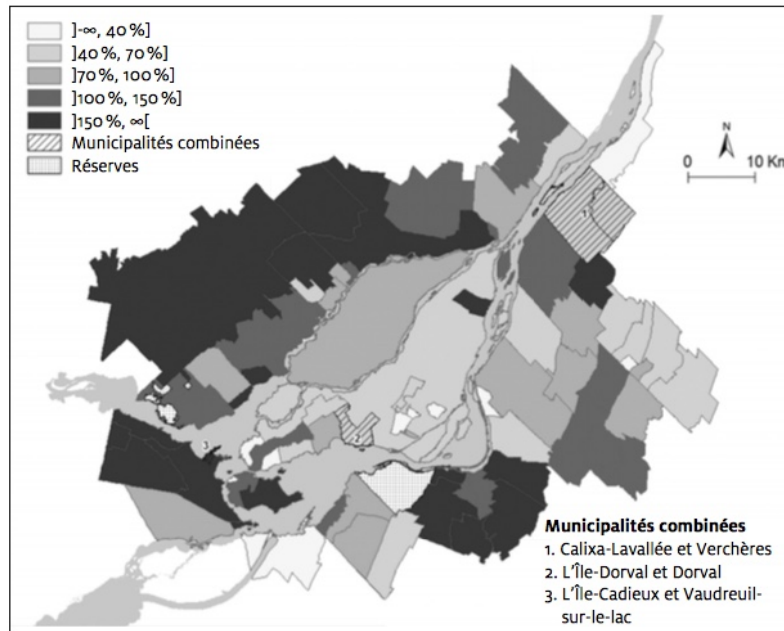 ]-∞, 40 %]
]40 %, 70 %]
]70 %, 100 %]
]100 %, 150 %]
]150 %, ∞[
Municipalités combinées
Réserves
N
0 10 Km
1
3
Municipalités combinées
1. Calixa-Lavallée et Verchères
2. L'Île-Dorval et Dorval
3. L'Île-Cadieux et Vaudreuil-
sur-le-lac